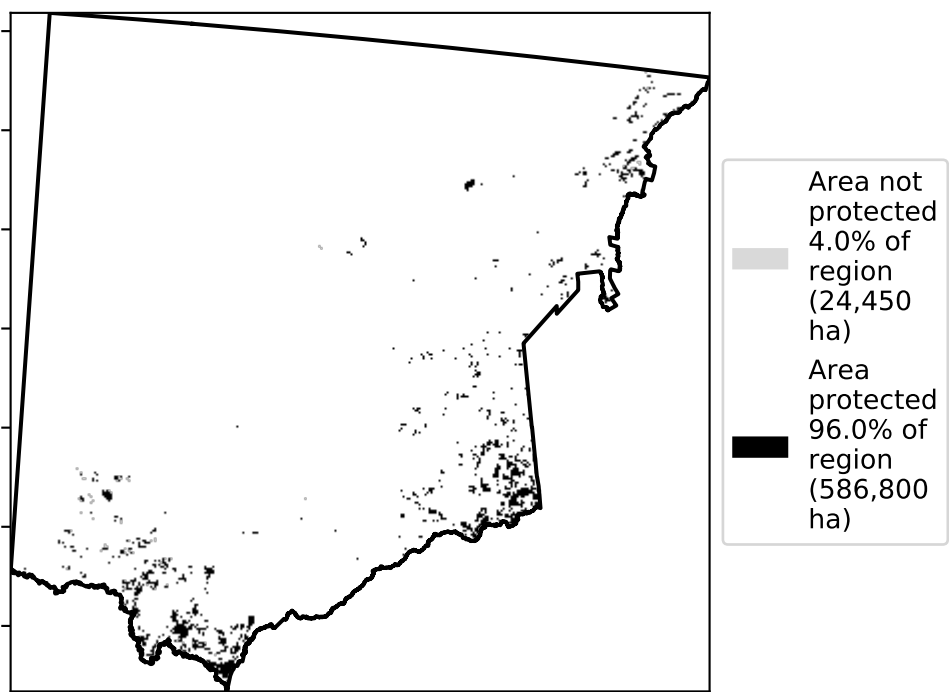 Area not
protected
4.0% of
region
(24,450
ha)
Area
protected
96.0% of
region
(586,800
ha)